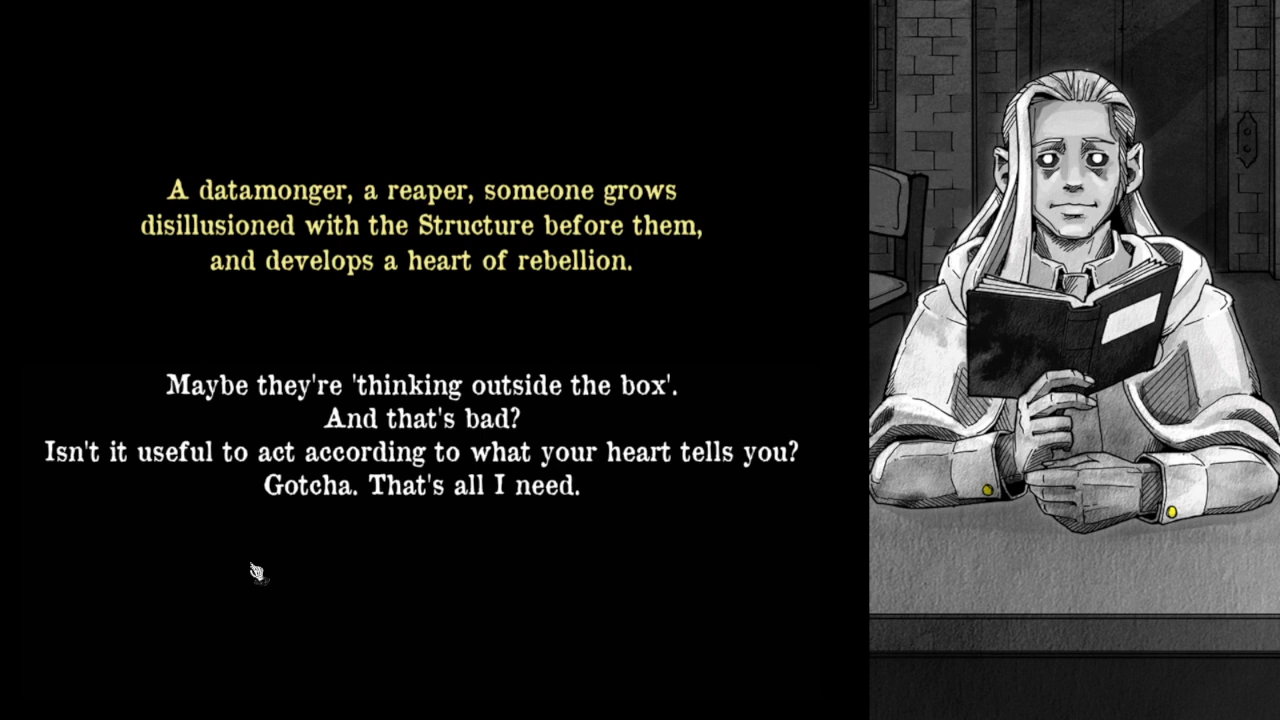 A datamonger, a reaper, someone grows
disillusioned with the Structure before them,
and develops a heart of rebellion.
Maybe they're 'thinking outside the box'.
And that's bad?
Isn't it useful to act according to what your heart tells you?
Gotcha. That's all I need.